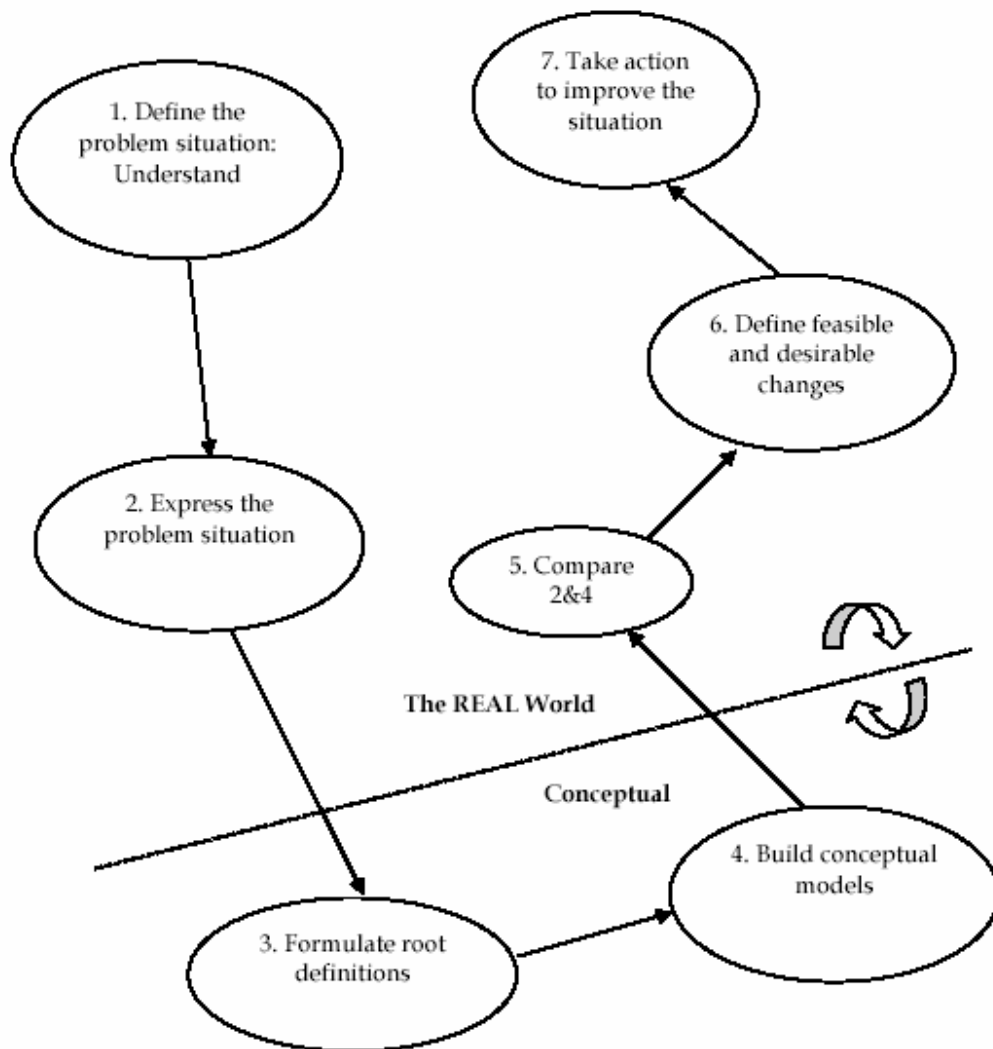 1. Define the
problem situation:
Understand
2. Express the
problem situation
3. Formulate root
definitions
4. Build conceptual
models
5. Compare
2&4
6. Define feasible
and desirable
changes
7. Take action
to improve the
situation
The REAL World
Conceptual